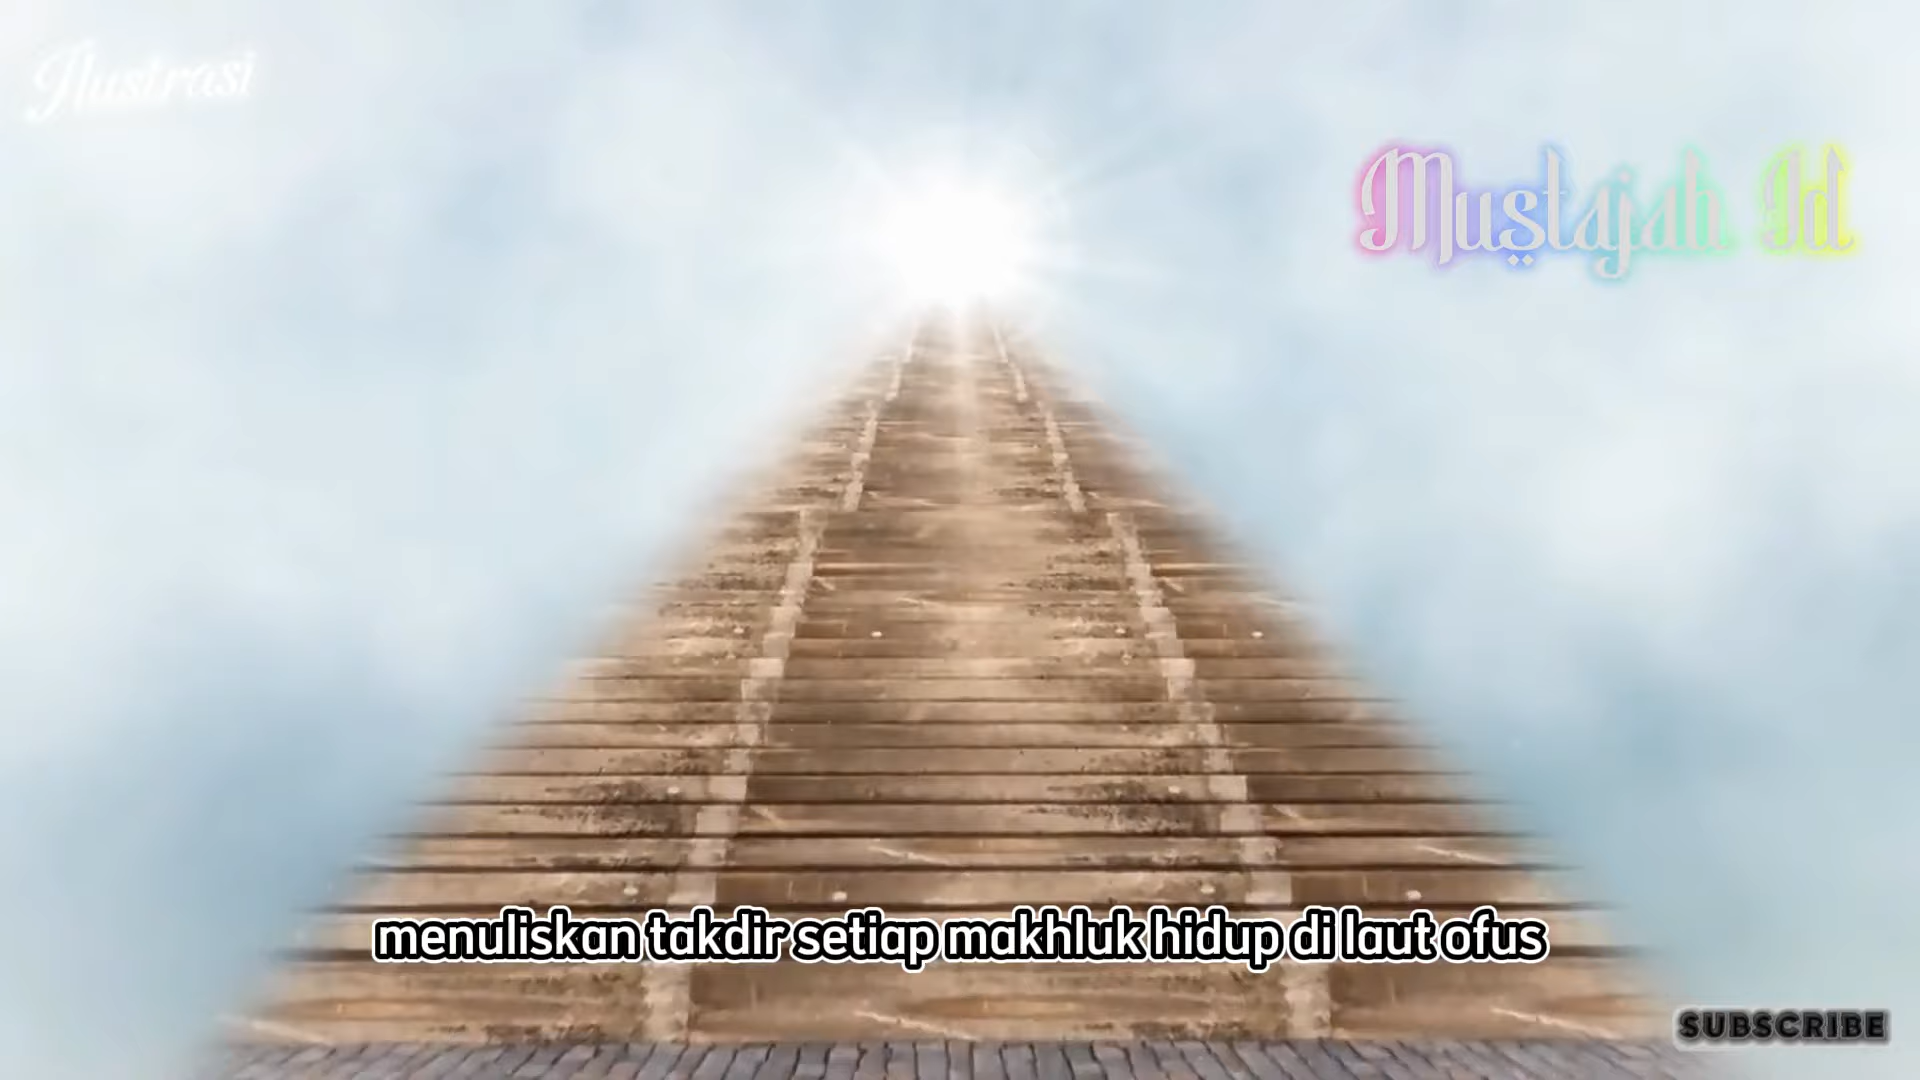 Ilustrasi
Mustajab Id
menuliskan takdir setiap makhluk hidup di laut ofus
SUBSCRIBE